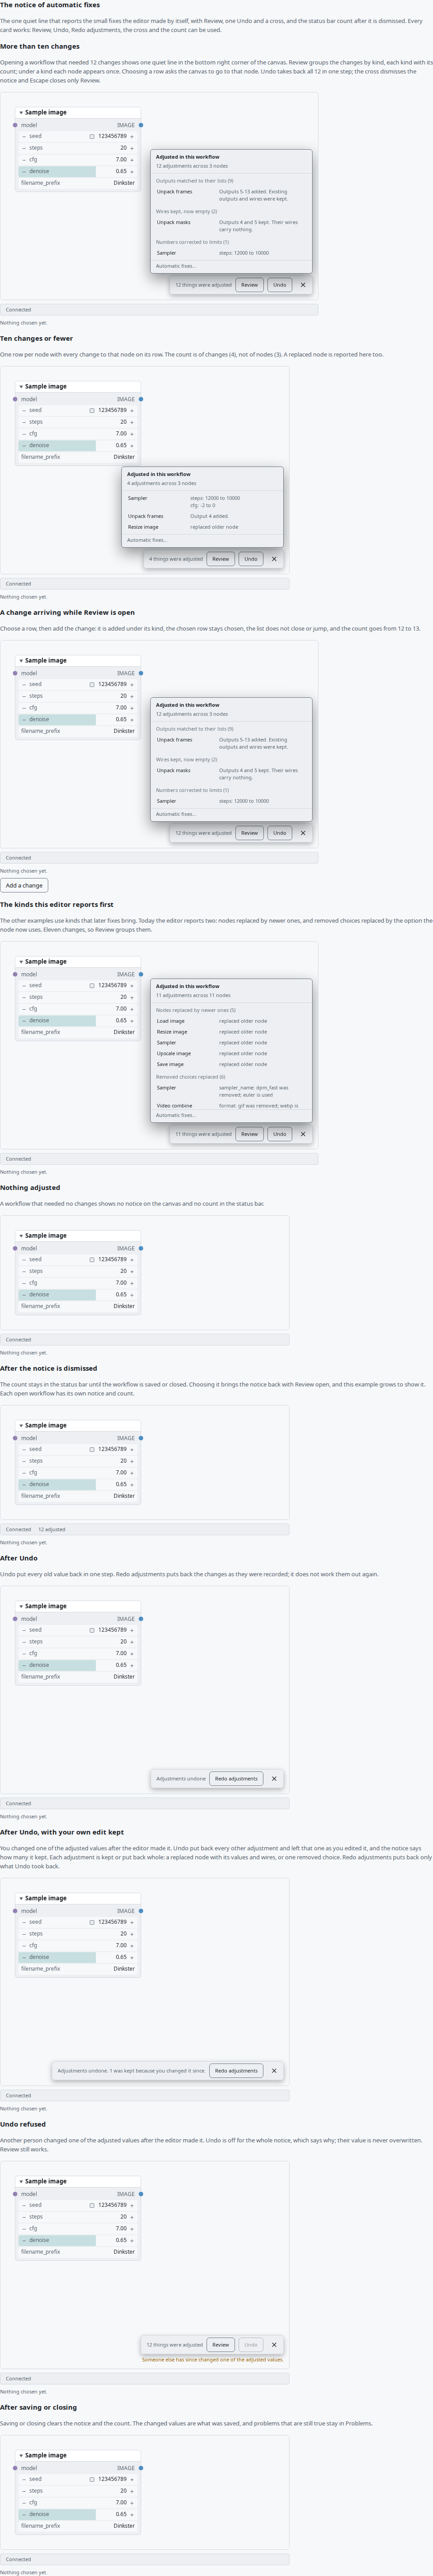 The notice of automatic fixes
The one quiet line that reports the small fixes the editor made by itself, with Review, one Undo and a cross, and the status bar count after it is dismissed. Every
card works: Review, Undo, Redo adjustments, the cross and the count can be used.
More than ten changes
Opening a workflow that needed 12 changes shows one quiet line in the bottom right corner of the canvas. Review groups the changes by kind, each kind with its
count; under a kind each node appears once. Choosing a row asks the canvas to go to that node. Undo takes back all 12 in one step; the cross dismisses the
notice and Escape closes only Review.
▾ Sample image
model IMAGE
− seed 123456789 +
− steps 20 +
− cfg 7.00 +
− denoise 0.65 +
filename_prefix Dinkster
Adjusted in this workflow
12 adjustments across 3 nodes
Outputs matched to their lists (9)
Unpack frames Outputs 5-13 added. Existing
outputs and wires were kept.
Wires kept, now empty (2)
Unpack masks Outputs 4 and 5 kept. Their wires
carry nothing.
Numbers corrected to limits (1)
Sampler steps: 12000 to 10000
Automatic fixes...
12 things were adjusted Review Undo ✕
Connected
Nothing chosen yet.
Ten changes or fewer
One row per node with every change to that node on its row. The count is of changes (4), not of nodes (3). A replaced node is reported here too.
▾ Sample image
model IMAGE
− seed 123456789 +
− steps 20 +
− cfg 7.00 +
− denoise 0.65 +
filename_prefix Dinkster
Adjusted in this workflow
4 adjustments across 3 nodes
Sampler steps: 12000 to 10000
cfg: -2 to 0
Unpack frames Output 4 added.
Resize image replaced older node
Automatic fixes...
4 things were adjusted Review Undo ✕
Connected
Nothing chosen yet.
A change arriving while Review is open
Choose a row, then add the change: it is added under its kind, the chosen row stays chosen, the list does not close or jump, and the count goes from 12 to 13.
▾ Sample image
model IMAGE
− seed 123456789 +
− steps 20 +
− cfg 7.00 +
− denoise 0.65 +
filename_prefix Dinkster
Adjusted in this workflow
12 adjustments across 3 nodes
Outputs matched to their lists (9)
Unpack frames Outputs 5-13 added. Existing
outputs and wires were kept.
Wires kept, now empty (2)
Unpack masks Outputs 4 and 5 kept. Their wires
carry nothing.
Numbers corrected to limits (1)
Sampler steps: 12000 to 10000
Automatic fixes...
12 things were adjusted Review Undo ✕
Connected
Nothing chosen yet.
Add a change
The kinds this editor reports first
The other examples use kinds that later fixes bring. Today the editor reports two: nodes replaced by newer ones, and removed choices replaced by the option the
node now uses. Eleven changes, so Review groups them.
▾ Sample image
model IMAGE
− seed 123456789 +
− steps 20 +
− cfg 7.00 +
− denoise 0.65 +
filename_prefix Dinkster
Adjusted in this workflow
11 adjustments across 11 nodes
Nodes replaced by newer ones (5)
Load image replaced older node
Resize image replaced older node
Sampler replaced older node
Upscale image replaced older node
Save image replaced older node
Removed choices replaced (6)
Sampler sampler_name: dpm_fast was
removed; euler is used
Video combine format: gif was removed; webp is
Automatic fixes...
11 things were adjusted Review Undo ✕
Connected
Nothing chosen yet.
Nothing adjusted
A workflow that needed no changes shows no notice on the canvas and no count in the status bar.
▾ Sample image
model IMAGE
− seed 123456789 +
− steps 20 +
− cfg 7.00 +
− denoise 0.65 +
filename_prefix Dinkster
Connected
Nothing chosen yet.
After the notice is dismissed
The count stays in the status bar until the workflow is saved or closed. Choosing it brings the notice back with Review open, and this example grows to show it.
Each open workflow has its own notice and count.
▾ Sample image
model IMAGE
− seed 123456789 +
− steps 20 +
− cfg 7.00 +
− denoise 0.65 +
filename_prefix Dinkster
Connected 12 adjusted
Nothing chosen yet.
After Undo
Undo put every old value back in one step. Redo adjustments puts back the changes as they were recorded; it does not work them out again.
▾ Sample image
model IMAGE
− seed 123456789 +
− steps 20 +
− cfg 7.00 +
− denoise 0.65 +
filename_prefix Dinkster
Adjustments undone Redo adjustments ✕
Connected
Nothing chosen yet.
After Undo, with your own edit kept
You changed one of the adjusted values after the editor made it. Undo put back every other adjustment and left that one as you edited it, and the notice says
how many it kept. Each adjustment is kept or put back whole: a replaced node with its values and wires, or one removed choice. Redo adjustments puts back only
what Undo took back.
▾ Sample image
model IMAGE
− seed 123456789 +
− steps 20 +
− cfg 7.00 +
− denoise 0.65 +
filename_prefix Dinkster
Adjustments undone. 1 was kept because you changed it since. Redo adjustments ✕
Connected
Nothing chosen yet.
Undo refused
Another person changed one of the adjusted values after the editor made it. Undo is off for the whole notice, which says why; their value is never overwritten.
Review still works.
▾ Sample image
model IMAGE
− seed 123456789 +
− steps 20 +
− cfg 7.00 +
− denoise 0.65 +
filename_prefix Dinkster
12 things were adjusted Review Undo ✕
Someone else has since changed one of the adjusted values.
Connected
Nothing chosen yet.
After saving or closing
Saving or closing clears the notice and the count. The changed values are what was saved, and problems that are still true stay in Problems.
▾ Sample image
model IMAGE
− seed 123456789 +
− steps 20 +
− cfg 7.00 +
− denoise 0.65 +
filename_prefix Dinkster
Connected
Nothing chosen yet.